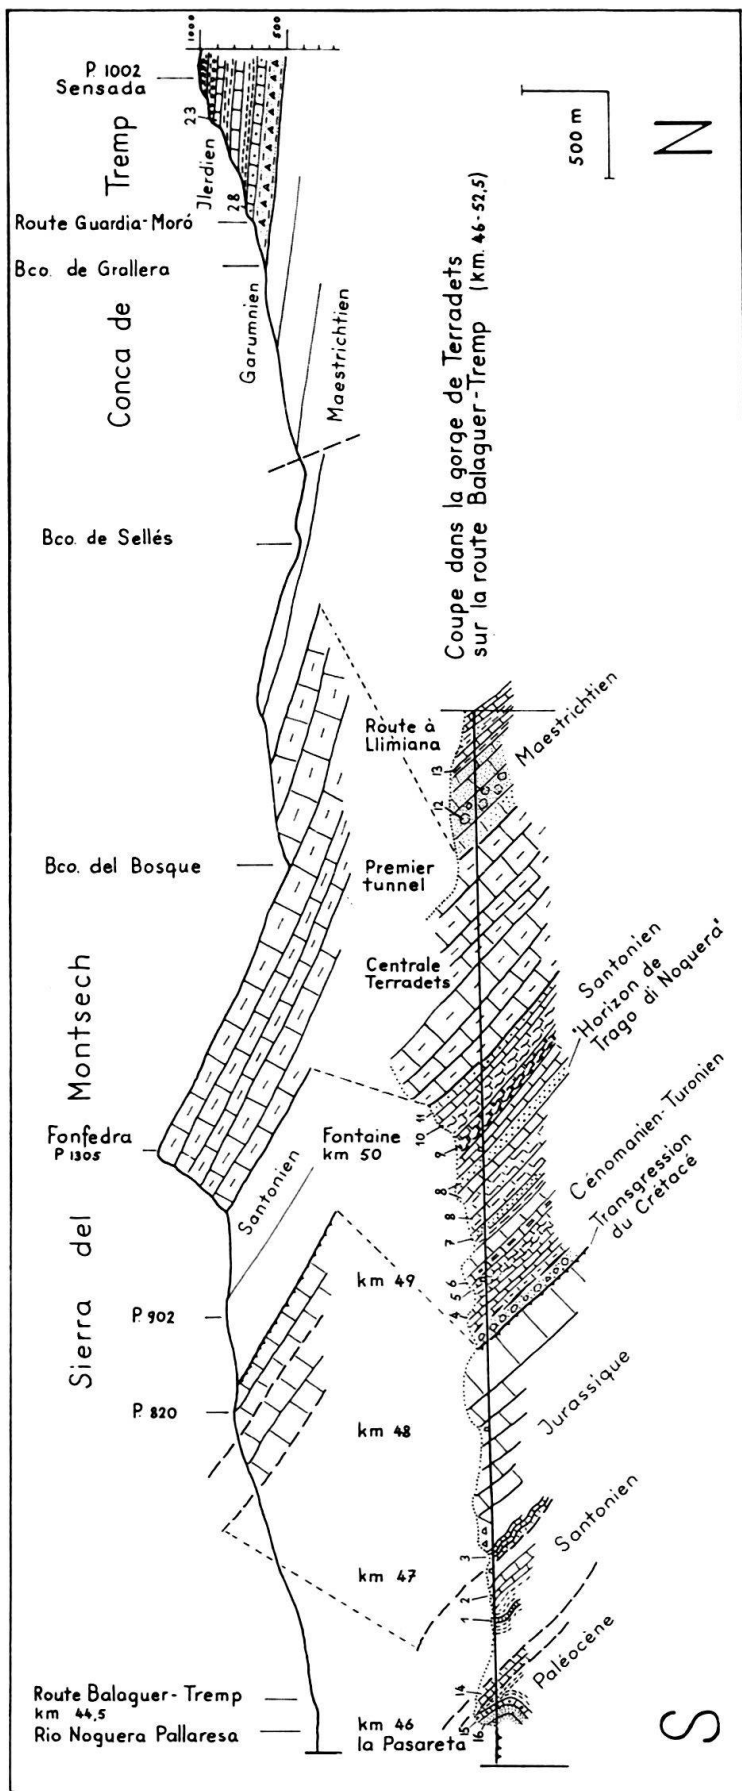 1000
500
P. 1002
Sensada
23
Jlerdien
28
Tremp
Route Guardia-Moró
Bco. de Grallera
Garumnien
Maestrichtien
Conca de
Bco. de Sellés
Bco. del Bosque
Montsech
Fonfedra
P 1305
Santonien
Sierra del
P. 902
P. 820
Route Balaguer-Tremp
km 44,5
Rio Noguera Pallaresa
N
500 m
Coupe dans la gorge de Terradets
sur la route Balaguer-Tremp (km. 46-52,5)
Route à
Llimiana
13
12
Maestrichtien
Premier
tunnel
Centrale
Terradets
Santonien
"Horizon de
Trago di Noquera"
11
10
9
Fontaine
km 50
8
8
7
Cénomanien-Turonien
Transgression
du Crétacé
km 49
6
5
4
Jurassique
km 48
3
Santonien
km 47
2
1
Paléocène
14
15
16
km 46
la Pasareta
S